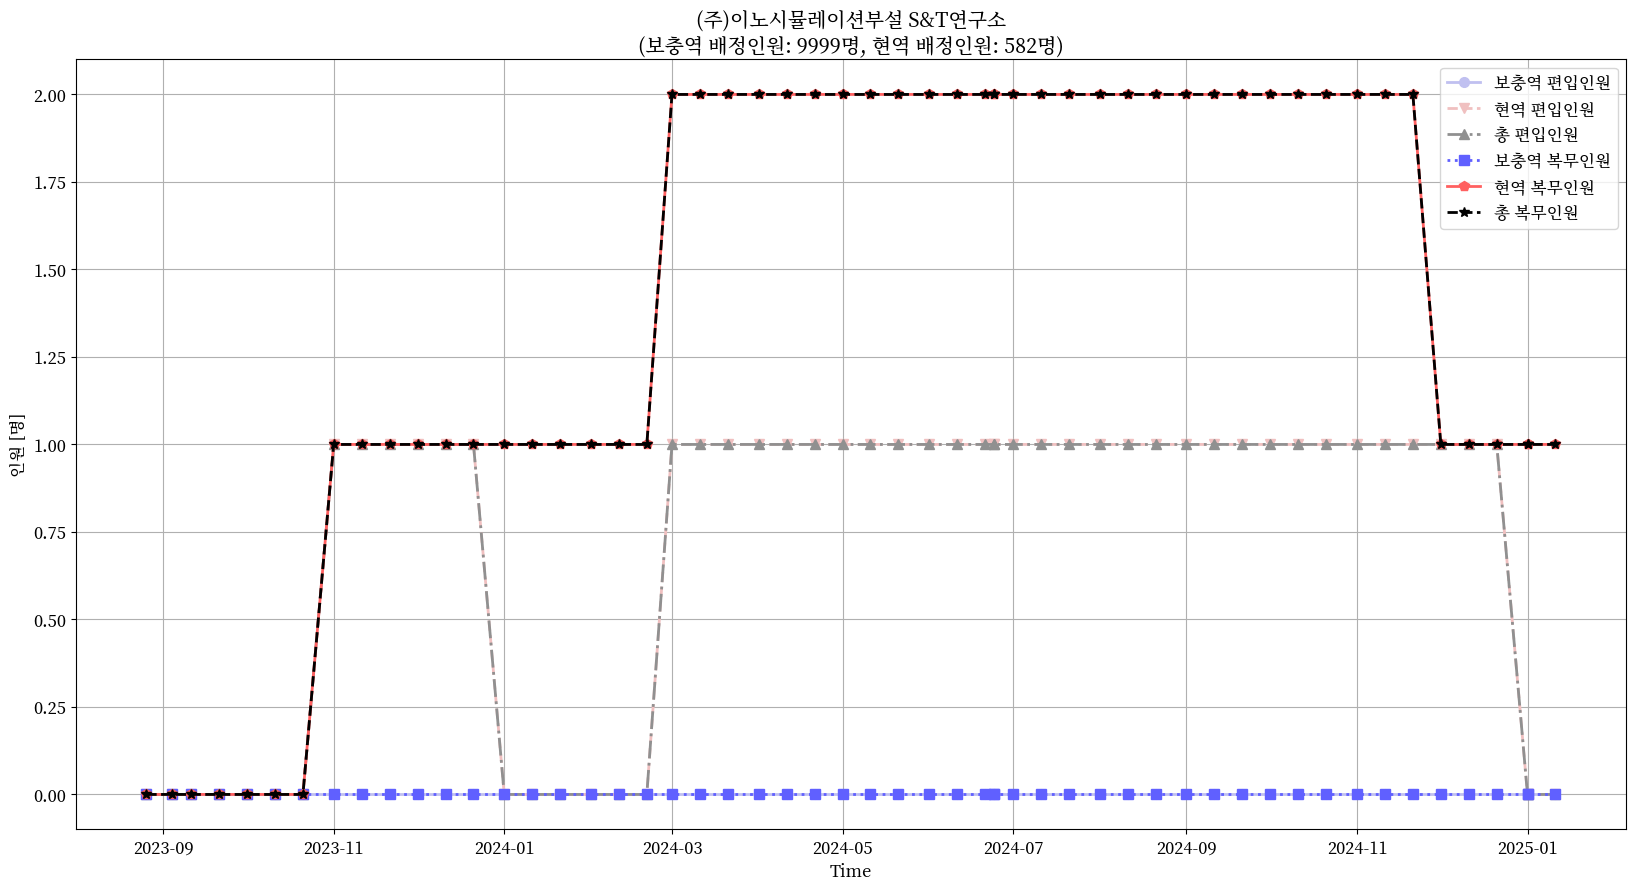 (주)이노시뮬레이션부설 S&T연구소
(보충역 배정인원: 9999명, 현역 배정인원: 582명)
보충역 편입인원
현역 편입인원
총 편입인원
보충역 복무인원
현역 복무인원
총 복무인원
2.00
1.75
1.50
1.25
1.00
0.75
0.50
0.25
0.00
인원 [명]
2023-09
2023-11
2024-01
2024-03
2024-05
2024-07
2024-09
2024-11
2025-01
Time